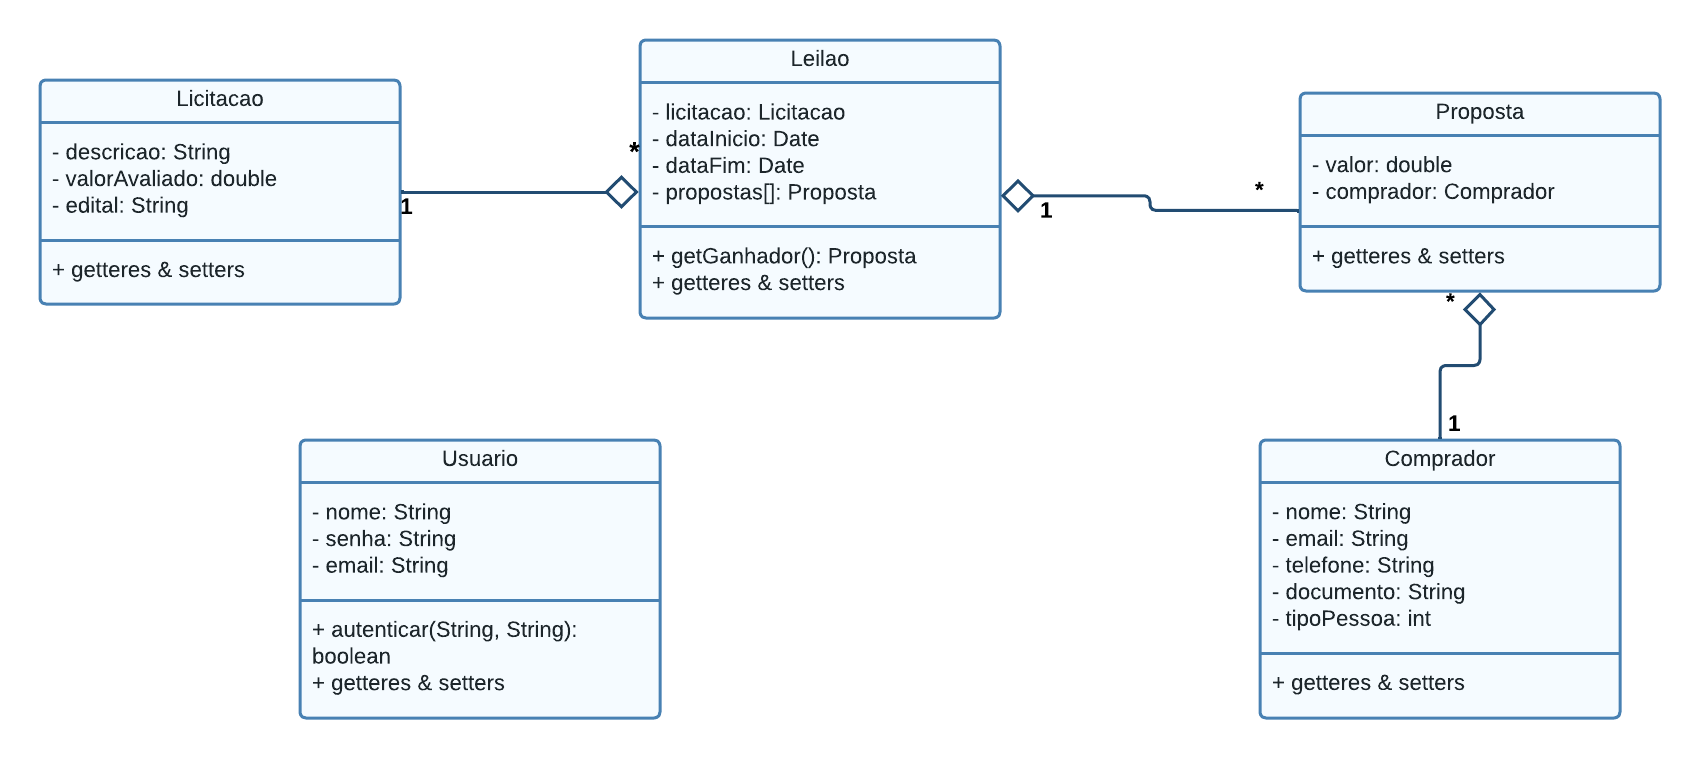 Licitacao
- descricao: String
- valorAvaliado: double
- edital: String
+ getteres & setters
1
*
Leilao
- licitacao: Licitacao
- dataInicio: Date
- dataFim: Date
- propostas[]: Proposta
+ getGanhador(): Proposta
+ getteres & setters
1
*
Proposta
- valor: double
- comprador: Comprador
+ getteres & setters
*
1
Usuario
- nome: String
- senha: String
- email: String
+ autenticar(String, String):
boolean
+ getteres & setters
Comprador
- nome: String
- email: String
- telefone: String
- documento: String
- tipoPessoa: int
+ getteres & setters